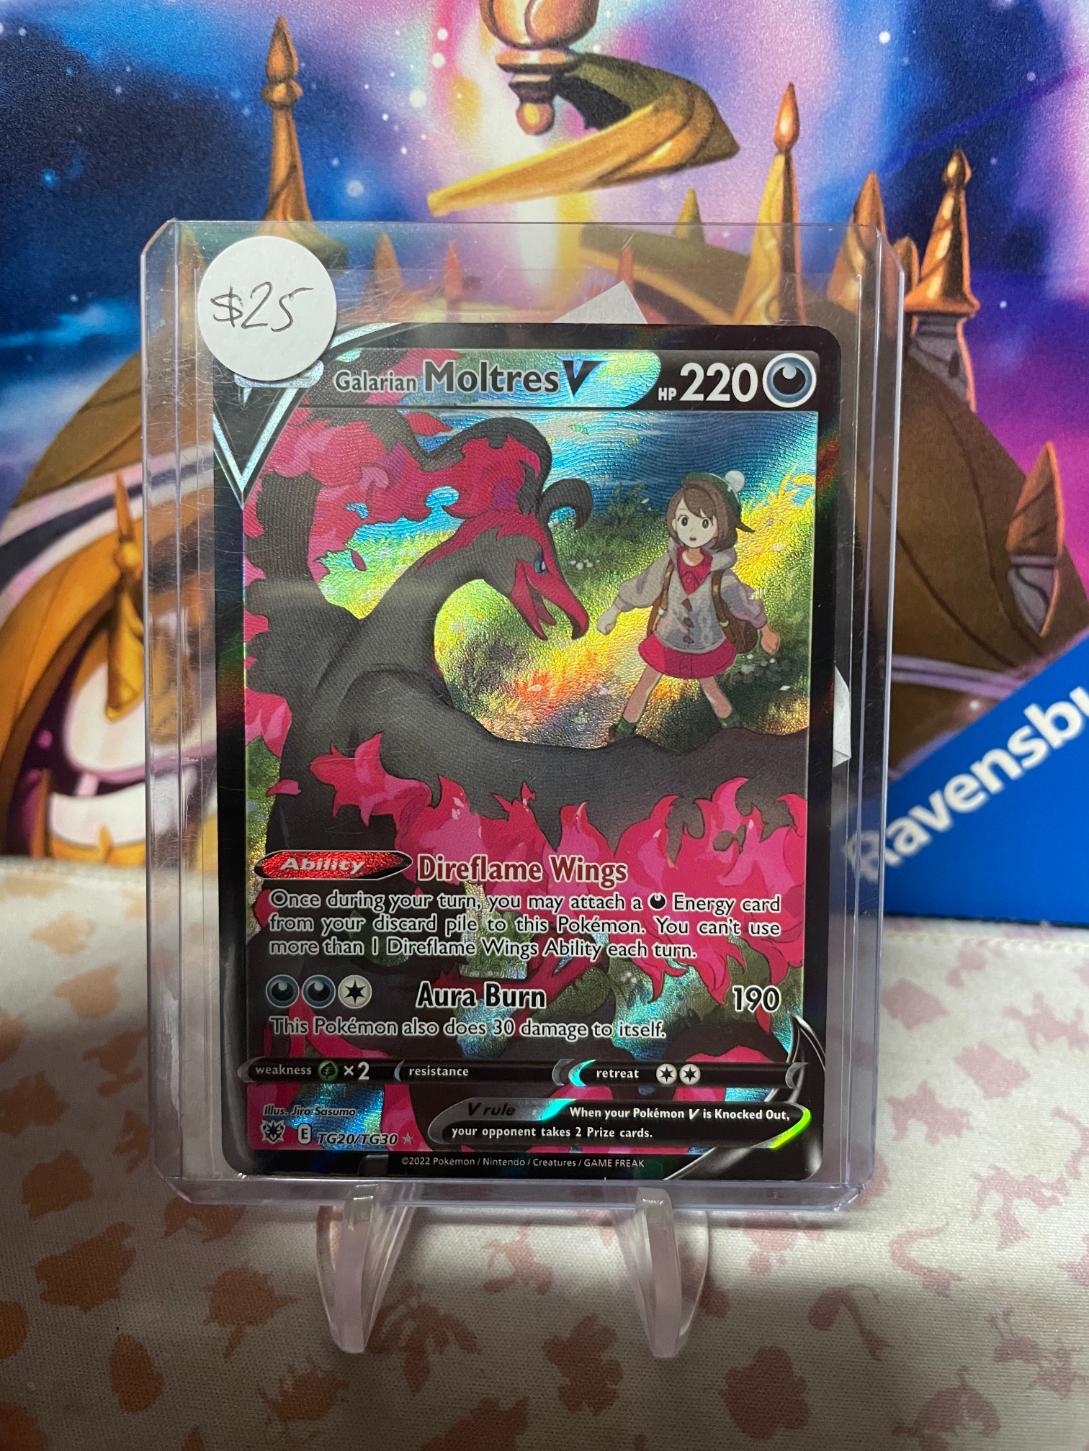 $25
Galarian Moltres V HP 220
Ability Direflame Wings
Once during your turn, you may attach a Energy card
from your discard pile to this Pokémon. You can't use
more than 1 Direflame Wings Ability each turn.
Aura Burn 190
This Pokémon also does 30 damage to itself.
weakness ×2 resistance retreat
Illus. Jiro Sasumo
V rule When your Pokémon V is Knocked Out,
your opponent takes 2 Prize cards.
E TG20/TG30
©2022 Pokémon / Nintendo / Creatures / GAME FREAK
Ravensbu